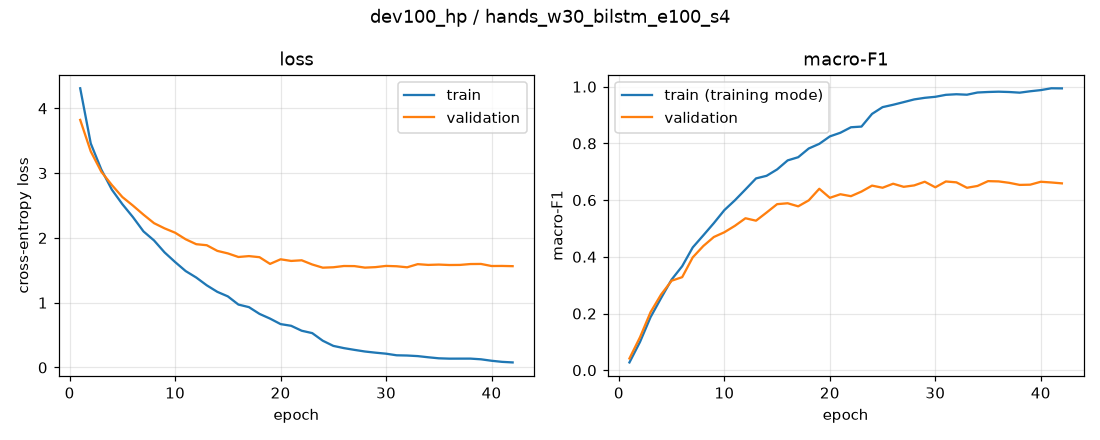 dev100_hp / hands_w30_bilstm_e100_s4
loss
cross-entropy loss
4
3
2
1
0
train
validation
0 10 20 30 40
epoch
macro-F1
macro-F1
1.0
0.8
0.6
0.4
0.2
0.0
train (training mode)
validation
0 10 20 30 40
epoch